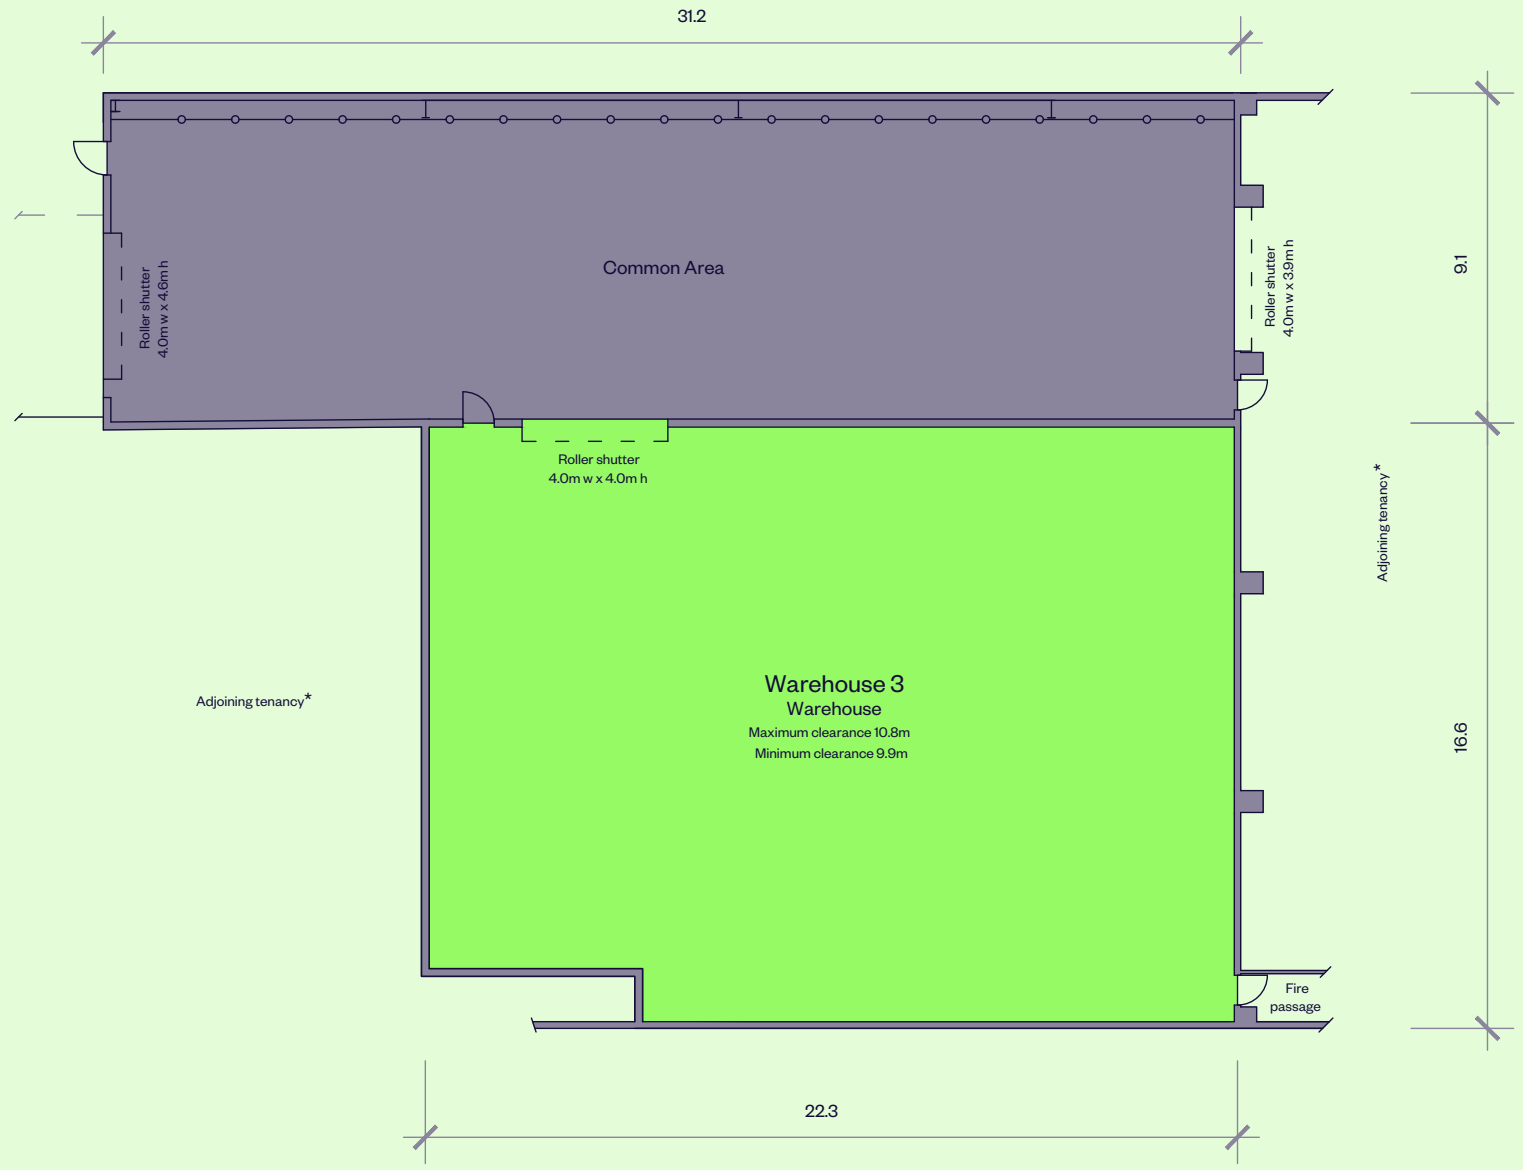 31.2
Common Area
Roller shutter
4.0m w x 4.6m h
Roller shutter
4.0m w x 3.9m h
9.1
Roller shutter
4.0m w x 4.0m h
Adjoining tenancy*
Adjoining tenancy*
Warehouse 3
Warehouse
Maximum clearance 10.8m
Minimum clearance 9.9m
16.6
Fire
passage
22.3